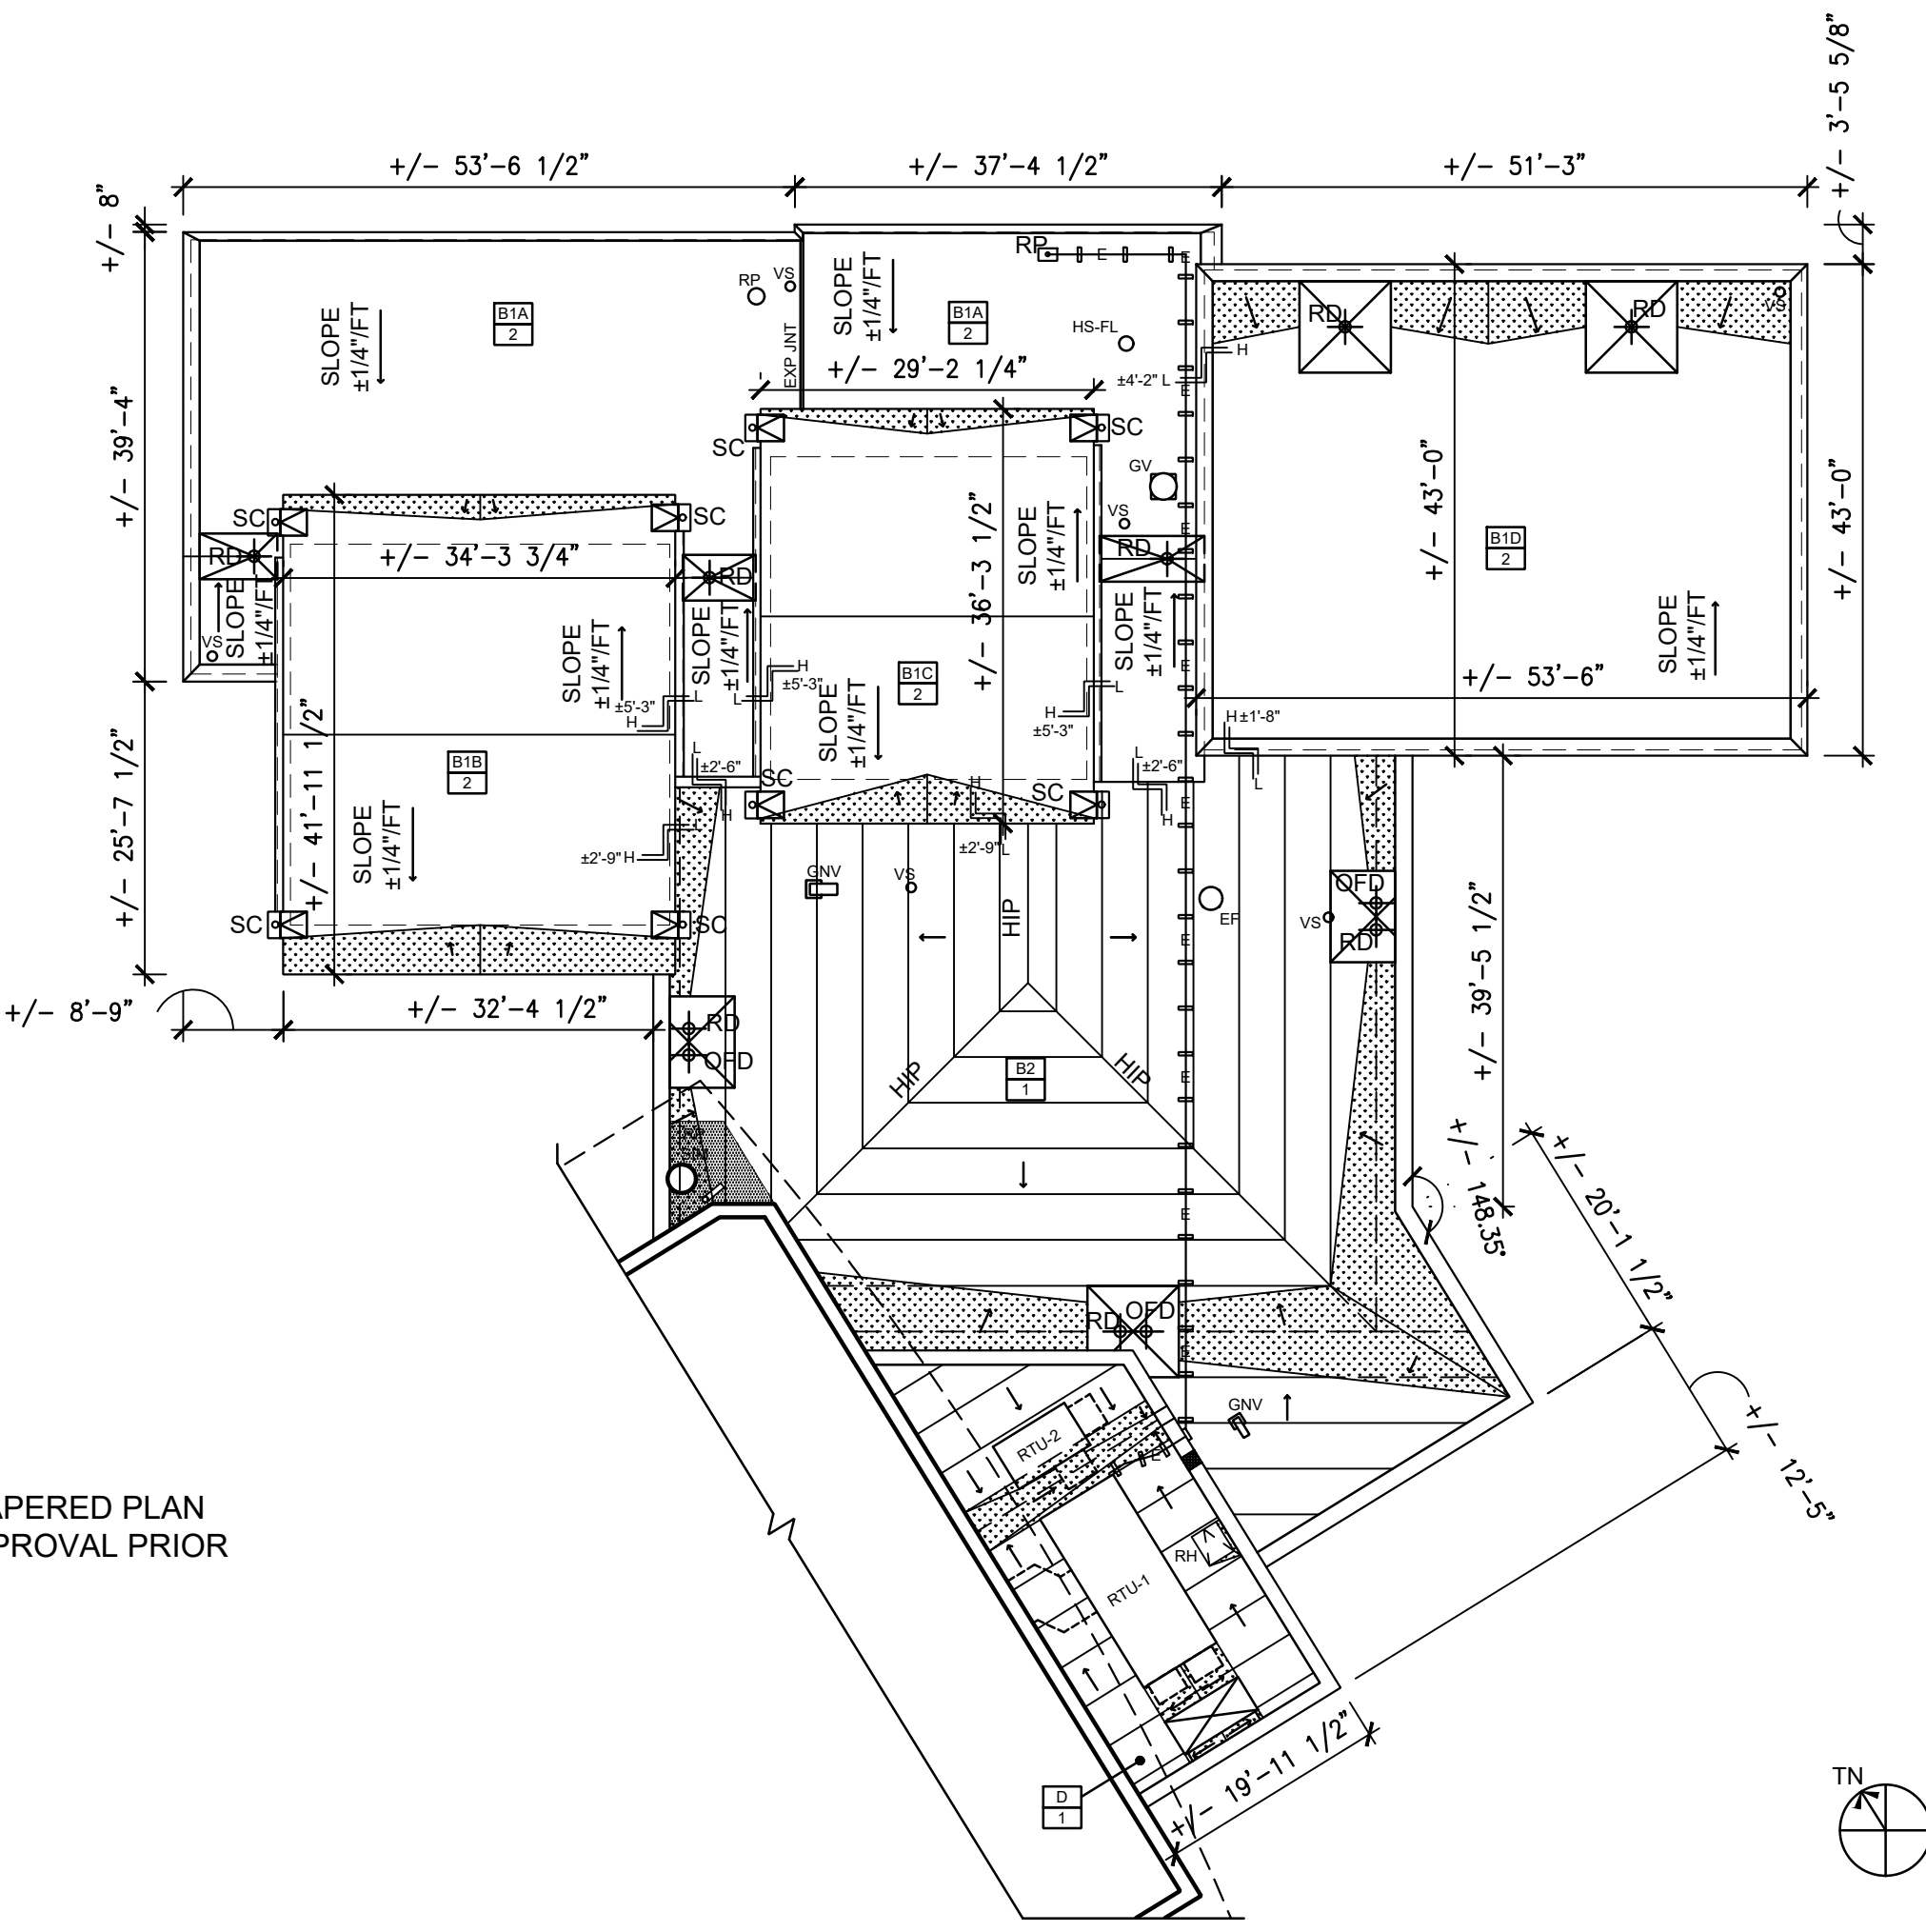 +/- 3'-5 5/8"
+/- 53'-6 1/2"
+/- 37'-4 1/2"
+/- 51'-3"
+/- 8"
RP
E
E
SLOPE
±1/4"/FT
B1A
2
RP
VS
EXP JNT
SLOPE
±1/4"/FT
B1A
2
HS-FL
H
±4'-2" L
E
RD
RD
VS
+/- 29'-2 1/4"
+/- 39'-4"
SC
SC
GV
+/- 43'-0"
+/- 43'-0"
SC
SC
VS
E
RD
+/- 34'-3 3/4"
RD
SLOPE
±1/4"/FT
+/- 36'-3 1/2"
RD
B1D
2
SLOPE
±1/4"/FT
VS
SLOPE
±1/4"/FT
SLOPE
±1/4"/FT
SLOPE
±1/4"/FT
SLOPE
±1/4"/FT
E
H
±5'-3"
L
±5'-3"
L
H
B1C
2
L
H
±5'-3"
+/- 53'-6"
SLOPE
±1/4"/FT
H ±1'-8"
L
+/- 25'-7 1/2"
+/- 41'-11 1/2"
B1B
2
L
±2'-6"
H
SC
H
SC
L
±2'-6"
H
E
SLOPE
±1/4"/FT
L
±2'-9" H
±2'-9" L
GNV
VS
HIP
EF
E
OFD
VS
RD
SC
SC
+/- 39'-5 1/2"
+/- 8'-9"
+/- 32'-4 1/2"
RD
OFD
HIP
HIP
B2
1
E
+/- 148.35°
+/- 20'-1 1/2"
E
RD
OFD
E
GNV
+/- 12'-5"
RTU-2
E
APERED PLAN
PROVAL PRIOR
RH
RTU-1
+/- 19'-11 1/2"
D
1
TN